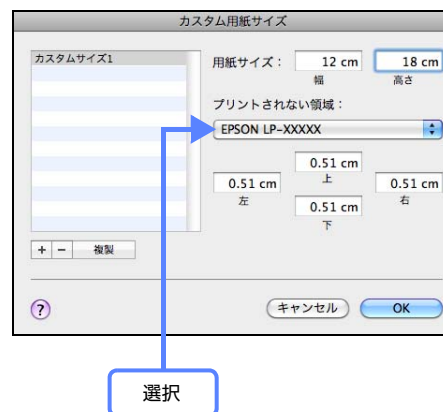 カスタム用紙サイズ
カスタムサイズ1
用紙サイズ： 12 cm 18 cm
幅 高さ
プリントされない領域：
EPSON LP-XXXXX
0.51 cm
上
0.51 cm 0.51 cm
左 右
0.51 cm
下
+ − 複製
? キャンセル OK
選択